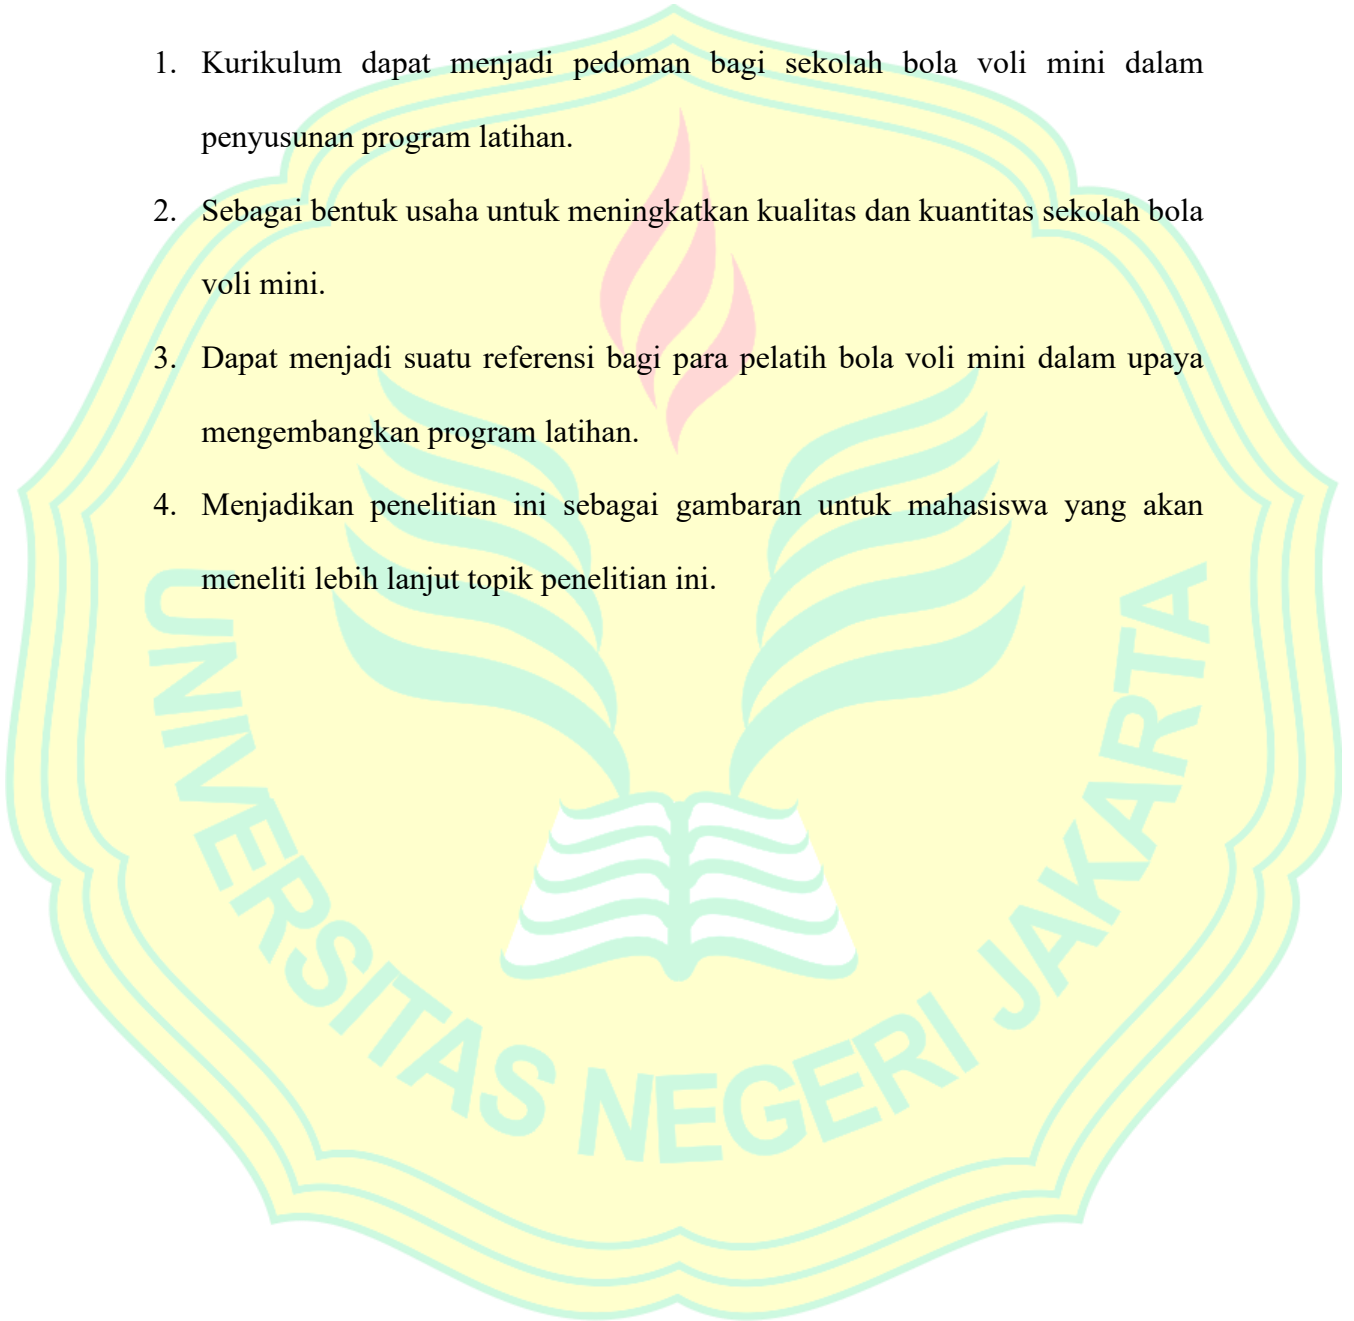 1. Kurikulum dapat menjadi pedoman bagi sekolah bola voli mini dalam
penyusunan program latihan.
2. Sebagai bentuk usaha untuk meningkatkan kualitas dan kuantitas sekolah bola
voli mini.
3. Dapat menjadi suatu referensi bagi para pelatih bola voli mini dalam upaya
mengembangkan program latihan.
4. Menjadikan penelitian ini sebagai gambaran untuk mahasiswa yang akan
meneliti lebih lanjut topik penelitian ini.
UNIVERSITAS NEGERI JAKARTA